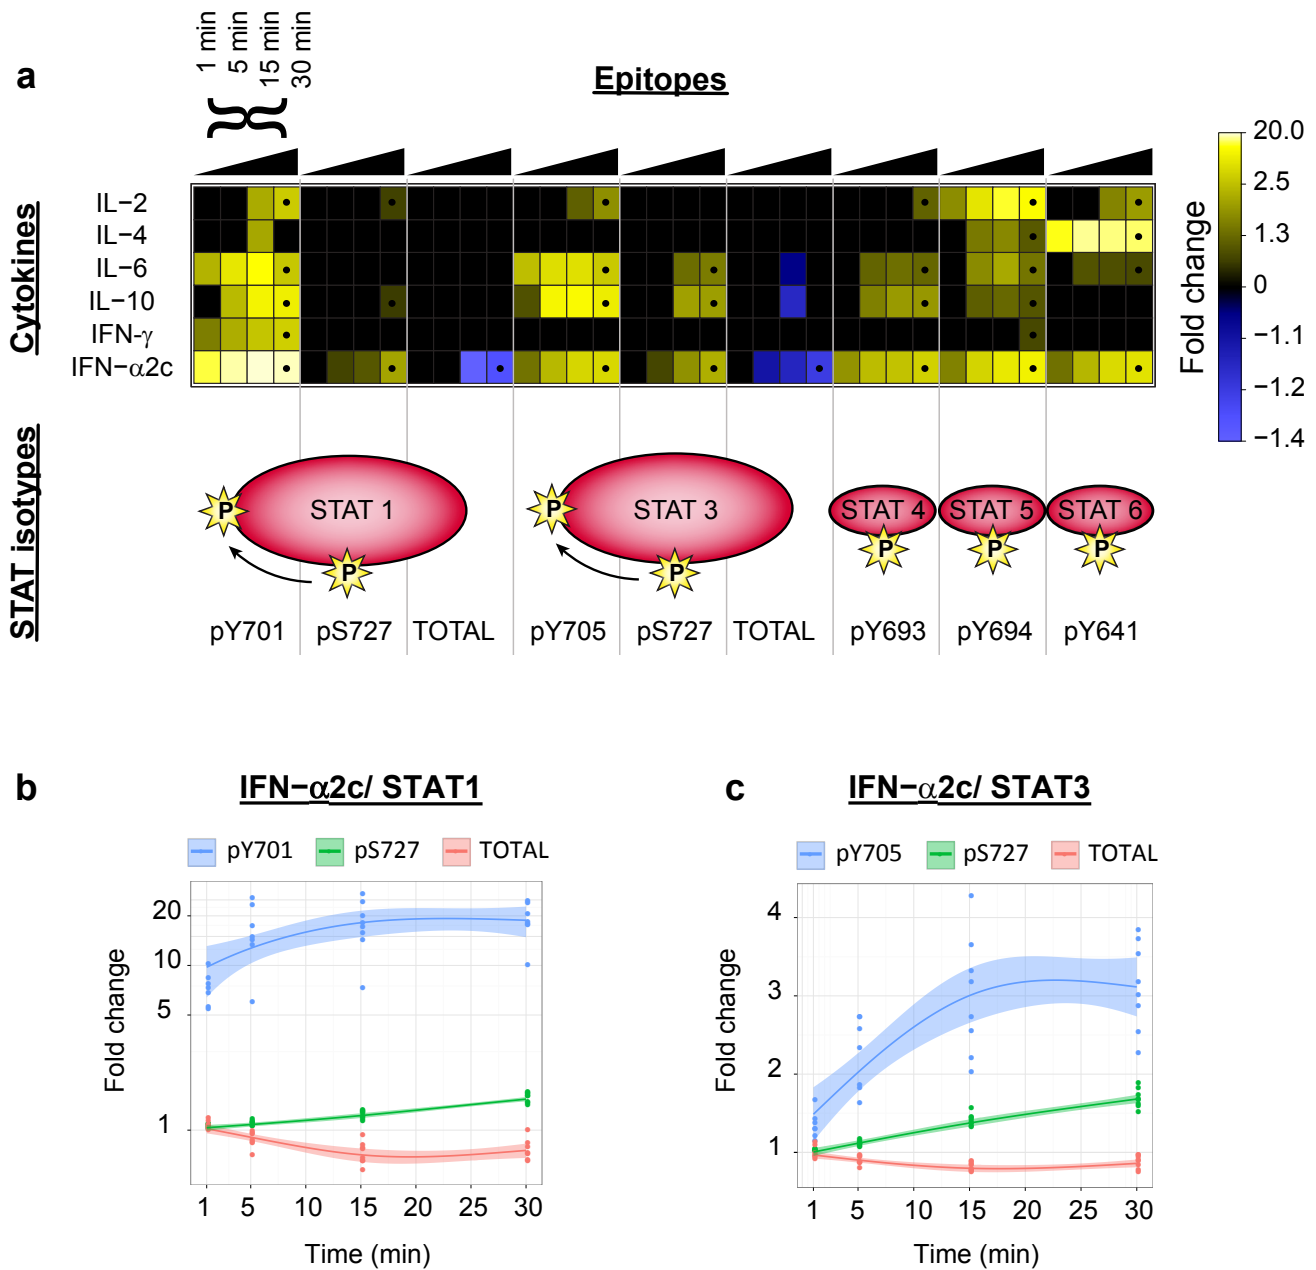 a
1 min
5 min
15 min
30 min
Epitopes
Cytokines
IL−2
IL−4
IL−6
IL−10
IFN-γ
IFN−α2c
20.0
2.5
1.3
0
−1.1
−1.2
−1.4
Fold change
STAT isotypes
STAT 1
P
P
STAT 3
P
P
STAT 4
P
STAT 5
P
STAT 6
P
pY701 pS727 TOTAL pY705 pS727 TOTAL pY693 pY694 pY641
b
IFN−α2c/ STAT1
pY701 pS727 TOTAL
Fold change
20
10
5
1
1 5 10 15 20 25 30
Time (min)
c
IFN−α2c/ STAT3
pY705 pS727 TOTAL
Fold change
4
3
2
1
1 5 10 15 20 25 30
Time (min)